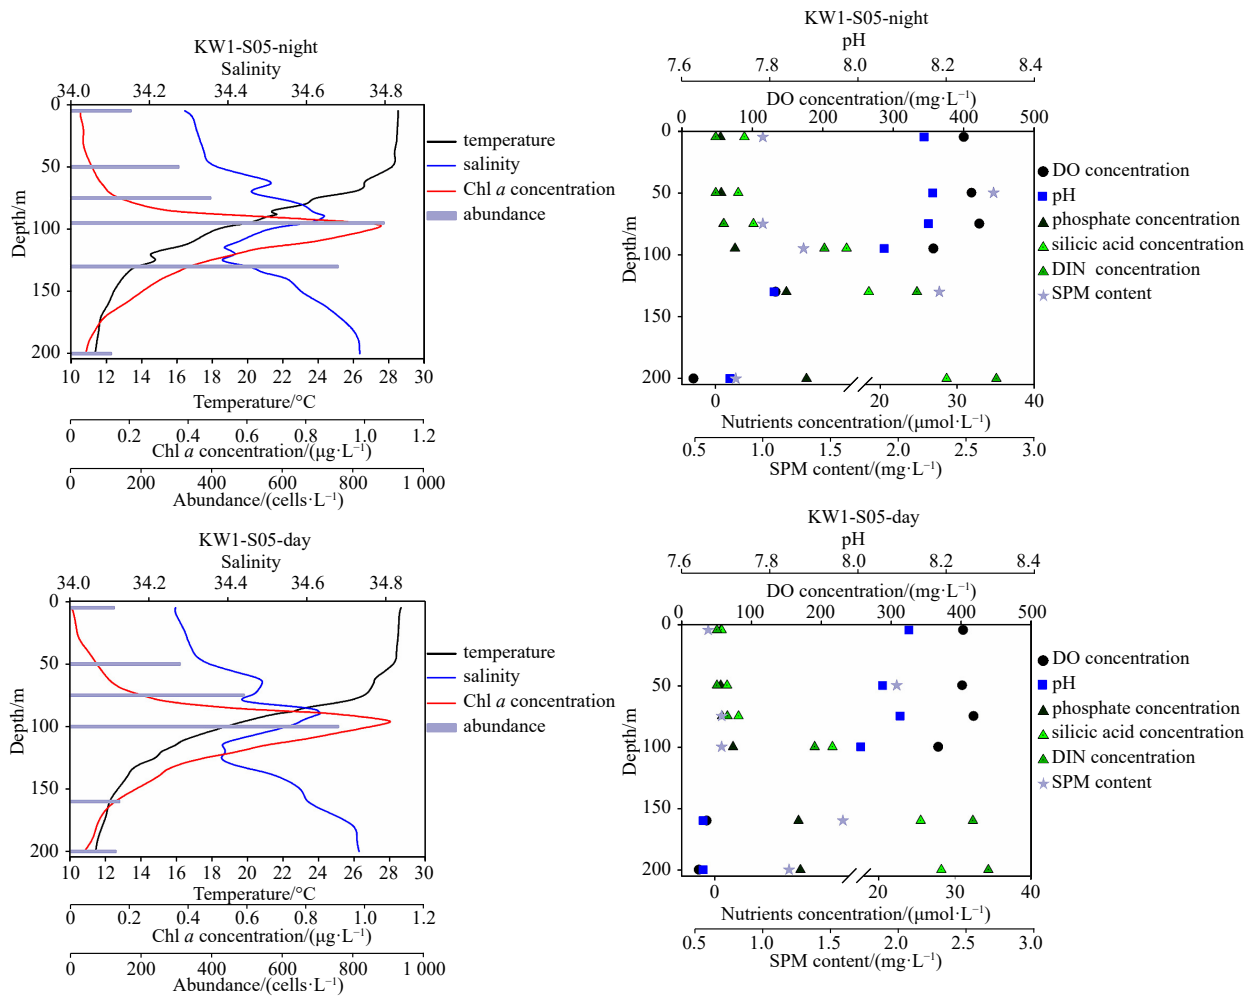 KW1-S05-night
Salinity
34.0 34.2 34.4 34.6 34.8
0
50
100
150
200
Depth/m
10 12 14 16 18 20 22 24 26 28 30
Temperature/°C
0 0.2 0.4 0.6 0.8 1.0 1.2
Chl a concentration/(μg·L⁻¹)
0 200 400 600 800 1 000
Abundance/(cells·L⁻¹)
temperature
salinity
Chl a concentration
abundance
KW1-S05-night
pH
7.6 7.8 8.0 8.2 8.4
DO concentration/(mg·L⁻¹)
0 100 200 300 400 500
0
50
100
150
200
Depth/m
0 20 30 40
Nutrients concentration/(μmol·L⁻¹)
0.5 1.0 1.5 2.0 2.5 3.0
SPM content/(mg·L⁻¹)
DO concentration
pH
phosphate concentration
silicic acid concentration
DIN concentration
SPM content
KW1-S05-day
Salinity
34.0 34.2 34.4 34.6 34.8
0
50
100
150
200
Depth/m
10 12 14 16 18 20 22 24 26 28 30
Temperature/°C
0 0.2 0.4 0.6 0.8 1.0 1.2
Chl a concentration/(μg·L⁻¹)
0 200 400 600 800 1 000
Abundance/(cells·L⁻¹)
temperature
salinity
Chl a concentration
abundance
KW1-S05-day
pH
7.6 7.8 8.0 8.2 8.4
DO concentration/(mg·L⁻¹)
0 100 200 300 400 500
0
50
100
150
200
Depth/m
0 20 30 40
Nutrients concentration/(μmol·L⁻¹)
0.5 1.0 1.5 2.0 2.5 3.0
SPM content/(mg·L⁻¹)
DO concentration
pH
phosphate concentration
silicic acid concentration
DIN concentration
SPM content